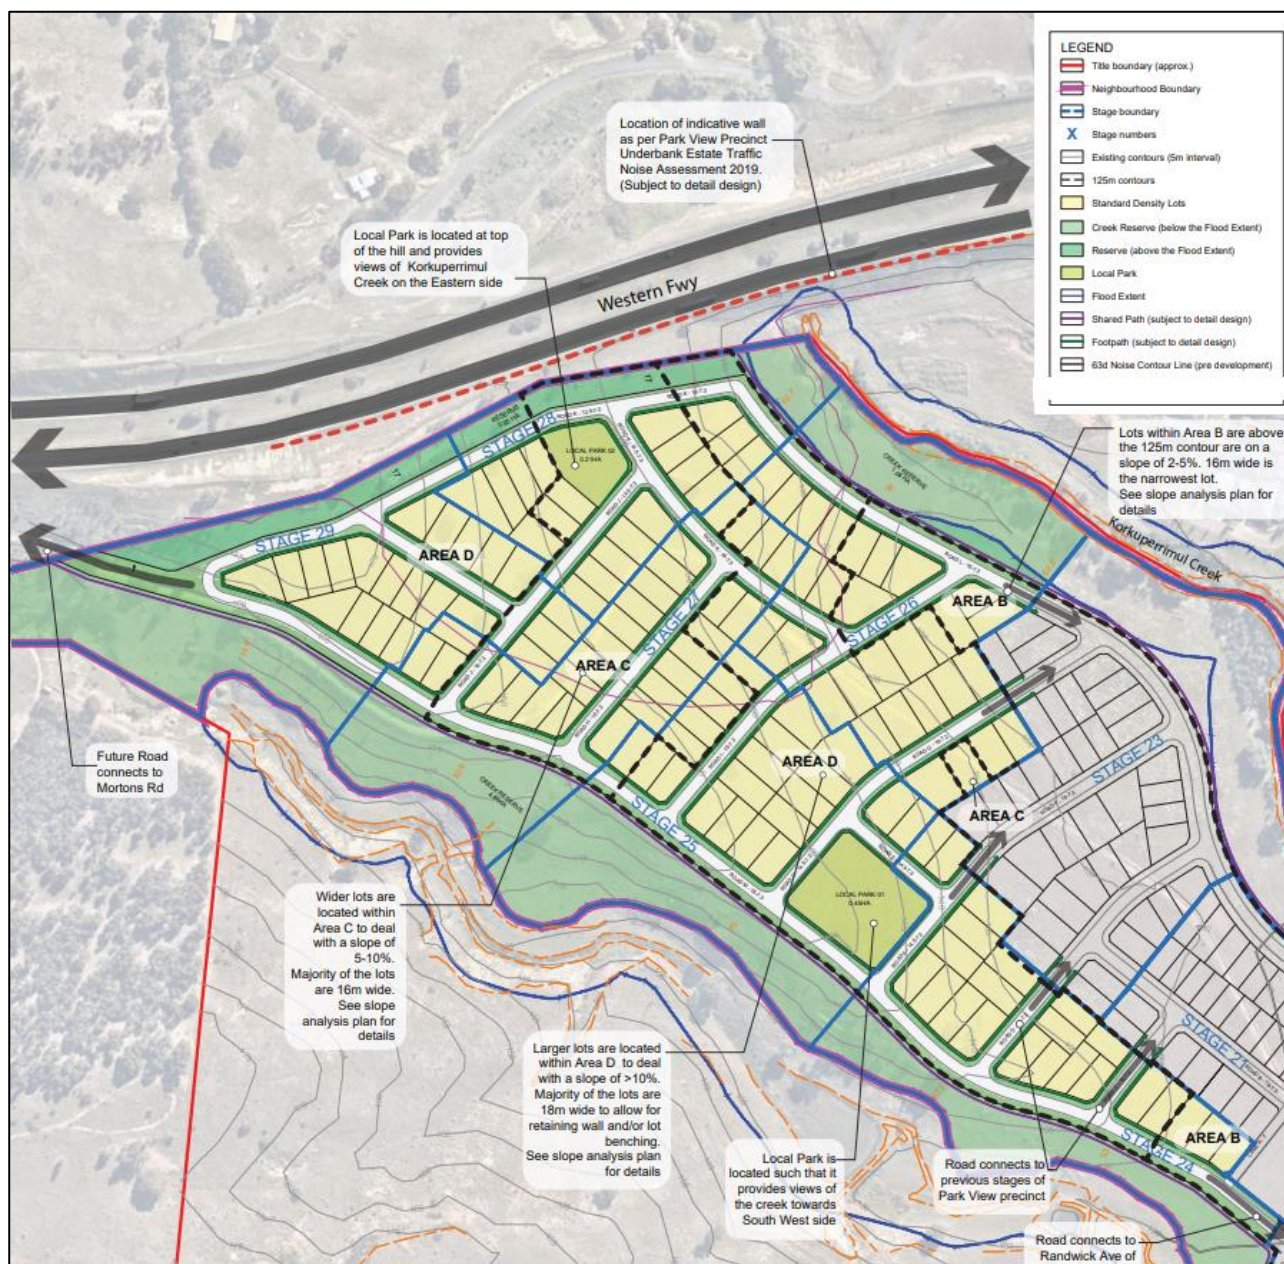 LEGEND
Title boundary (approx.)
Neighbourhood Boundary
Stage boundary
X Stage numbers
Existing contours (5m interval)
125m contours
Standard Density Lots
Creek Reserve (below the Flood Extent)
Reserve (above the Flood Extent)
Local Park
Flood Extent
Shared Path (subject to detail design)
Footpath (subject to detail design)
63d Noise Contour Line (pre development)
Location of indicative wall
as per Park View Precinct
Underbank Estate Traffic
Noise Assessment 2019.
(Subject to detail design)
Local Park is located at top
of the hill and provides
views of Korkuperrimul
Creek on the Eastern side
Western Fwy
Lots within Area B are above
the 125m contour are on a
slope of 2-5%. 16m wide is
the narrowest lot.
See slope analysis plan for
details
Korkuperrimul Creek
CREEK RESERVE
STAGE 28
LOCAL PARK 02
0.21HA
STAGE 29
AREA D
AREA B
STAGE 26
STAGE 27
AREA C
STAGE 23
AREA D
AREA C
Future Road
connects to
Mortons Rd
CREEK RESERVE
STAGE 25
LOCAL PARK 01
Wider lots are
located within
Area C to deal
with a slope of
5-10%.
Majority of the lots
are 16m wide.
See slope
analysis plan for
details
Larger lots are located
within Area D to deal
with a slope of >10%.
Majority of the lots are
18m wide to allow for
retaining wall and/or lot
benching.
See slope analysis plan
for details
STAGE 21
AREA B
STAGE 24
Local Park is
located such that it
provides views of
the creek towards
South West side
Road connects to
previous stages of
Park View precinct
Road connects to
Randwick Ave of